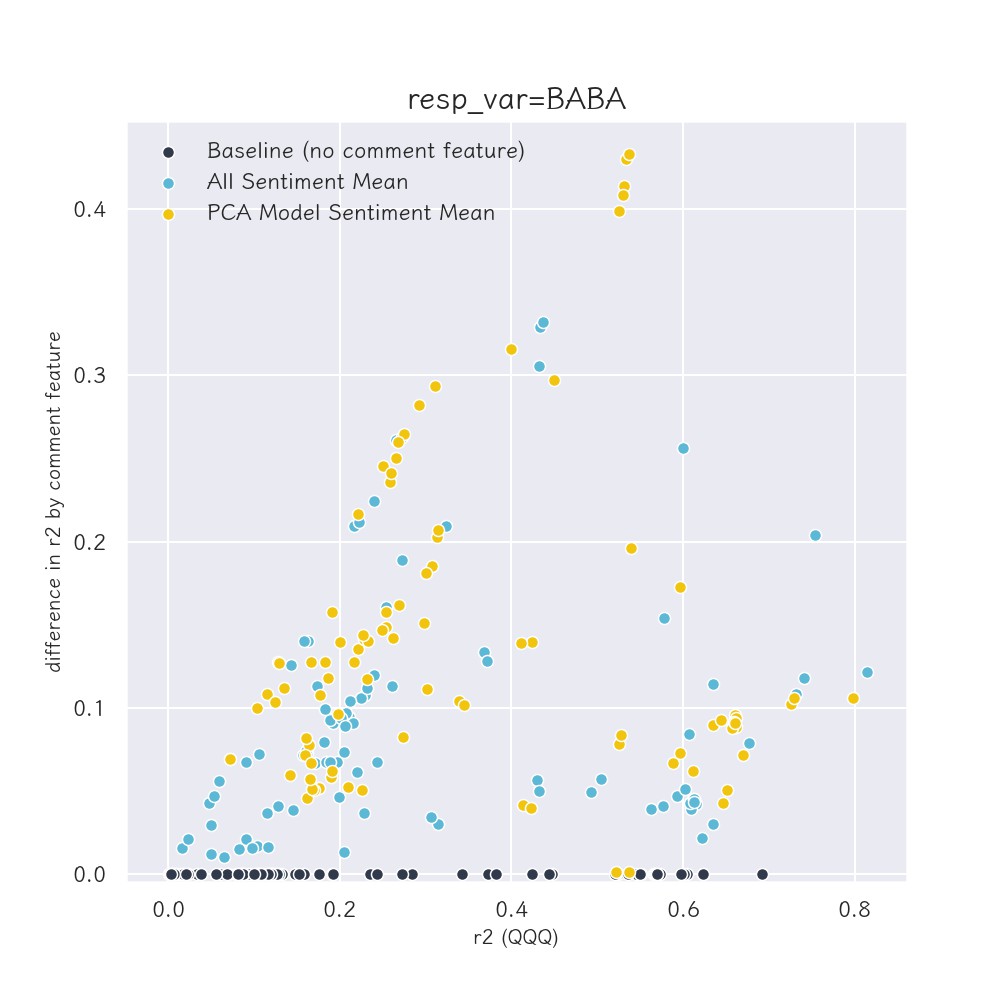 resp_var=BABA
Baseline (no comment feature)
All Sentiment Mean
PCA Model Sentiment Mean
difference in r2 by comment feature
0.4
0.3
0.2
0.1
0.0
0.0 0.2 0.4 0.6 0.8
r2 (QQQ)